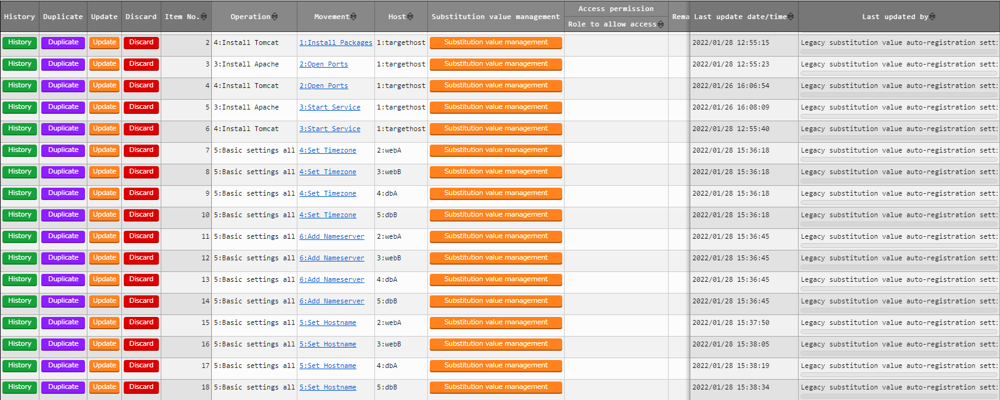 History Duplicate Update Discard Item No. Operation Movement Host Substitution value management Access permission Role to allow access Rema Last update date/time Last updated by
History Duplicate Update Discard 2 4:Install Tomcat 1:Install Packages 1:targethost Substitution value management 2022/01/28 12:55:15 Legacy substitution value auto-registration sett:
History Duplicate Update Discard 3 3:Install Apache 2:Open Ports 1:targethost Substitution value management 2022/01/28 12:55:23 Legacy substitution value auto-registration sett:
History Duplicate Update Discard 4 4:Install Tomcat 2:Open Ports 1:targethost Substitution value management 2022/01/26 16:06:54 Legacy substitution value auto-registration sett:
History Duplicate Update Discard 5 3:Install Apache 3:Start Service 1:targethost Substitution value management 2022/01/26 16:08:09 Legacy substitution value auto-registration sett:
History Duplicate Update Discard 6 4:Install Tomcat 3:Start Service 1:targethost Substitution value management 2022/01/28 12:55:40 Legacy substitution value auto-registration sett:
History Duplicate Update Discard 7 5:Basic settings all 4:Set Timezone 2:webA Substitution value management 2022/01/28 15:36:18 Legacy substitution value auto-registration sett:
History Duplicate Update Discard 8 5:Basic settings all 4:Set Timezone 3:webB Substitution value management 2022/01/28 15:36:18 Legacy substitution value auto-registration sett:
History Duplicate Update Discard 9 5:Basic settings all 4:Set Timezone 4:dbA Substitution value management 2022/01/28 15:36:18 Legacy substitution value auto-registration sett:
History Duplicate Update Discard 10 5:Basic settings all 4:Set Timezone 5:dbB Substitution value management 2022/01/28 15:36:18 Legacy substitution value auto-registration sett:
History Duplicate Update Discard 11 5:Basic settings all 6:Add Nameserver 2:webA Substitution value management 2022/01/28 15:36:45 Legacy substitution value auto-registration sett:
History Duplicate Update Discard 12 5:Basic settings all 6:Add Nameserver 3:webB Substitution value management 2022/01/28 15:36:45 Legacy substitution value auto-registration sett:
History Duplicate Update Discard 13 5:Basic settings all 6:Add Nameserver 4:dbA Substitution value management 2022/01/28 15:36:45 Legacy substitution value auto-registration sett:
History Duplicate Update Discard 14 5:Basic settings all 6:Add Nameserver 5:dbB Substitution value management 2022/01/28 15:36:45 Legacy substitution value auto-registration sett:
History Duplicate Update Discard 15 5:Basic settings all 5:Set Hostname 2:webA Substitution value management 2022/01/28 15:37:50 Legacy substitution value auto-registration sett:
History Duplicate Update Discard 16 5:Basic settings all 5:Set Hostname 3:webB Substitution value management 2022/01/28 15:38:05 Legacy substitution value auto-registration sett:
History Duplicate Update Discard 17 5:Basic settings all 5:Set Hostname 4:dbA Substitution value management 2022/01/28 15:38:19 Legacy substitution value auto-registration sett:
History Duplicate Update Discard 18 5:Basic settings all 5:Set Hostname 5:dbB Substitution value management 2022/01/28 15:38:34 Legacy substitution value auto-registration sett: